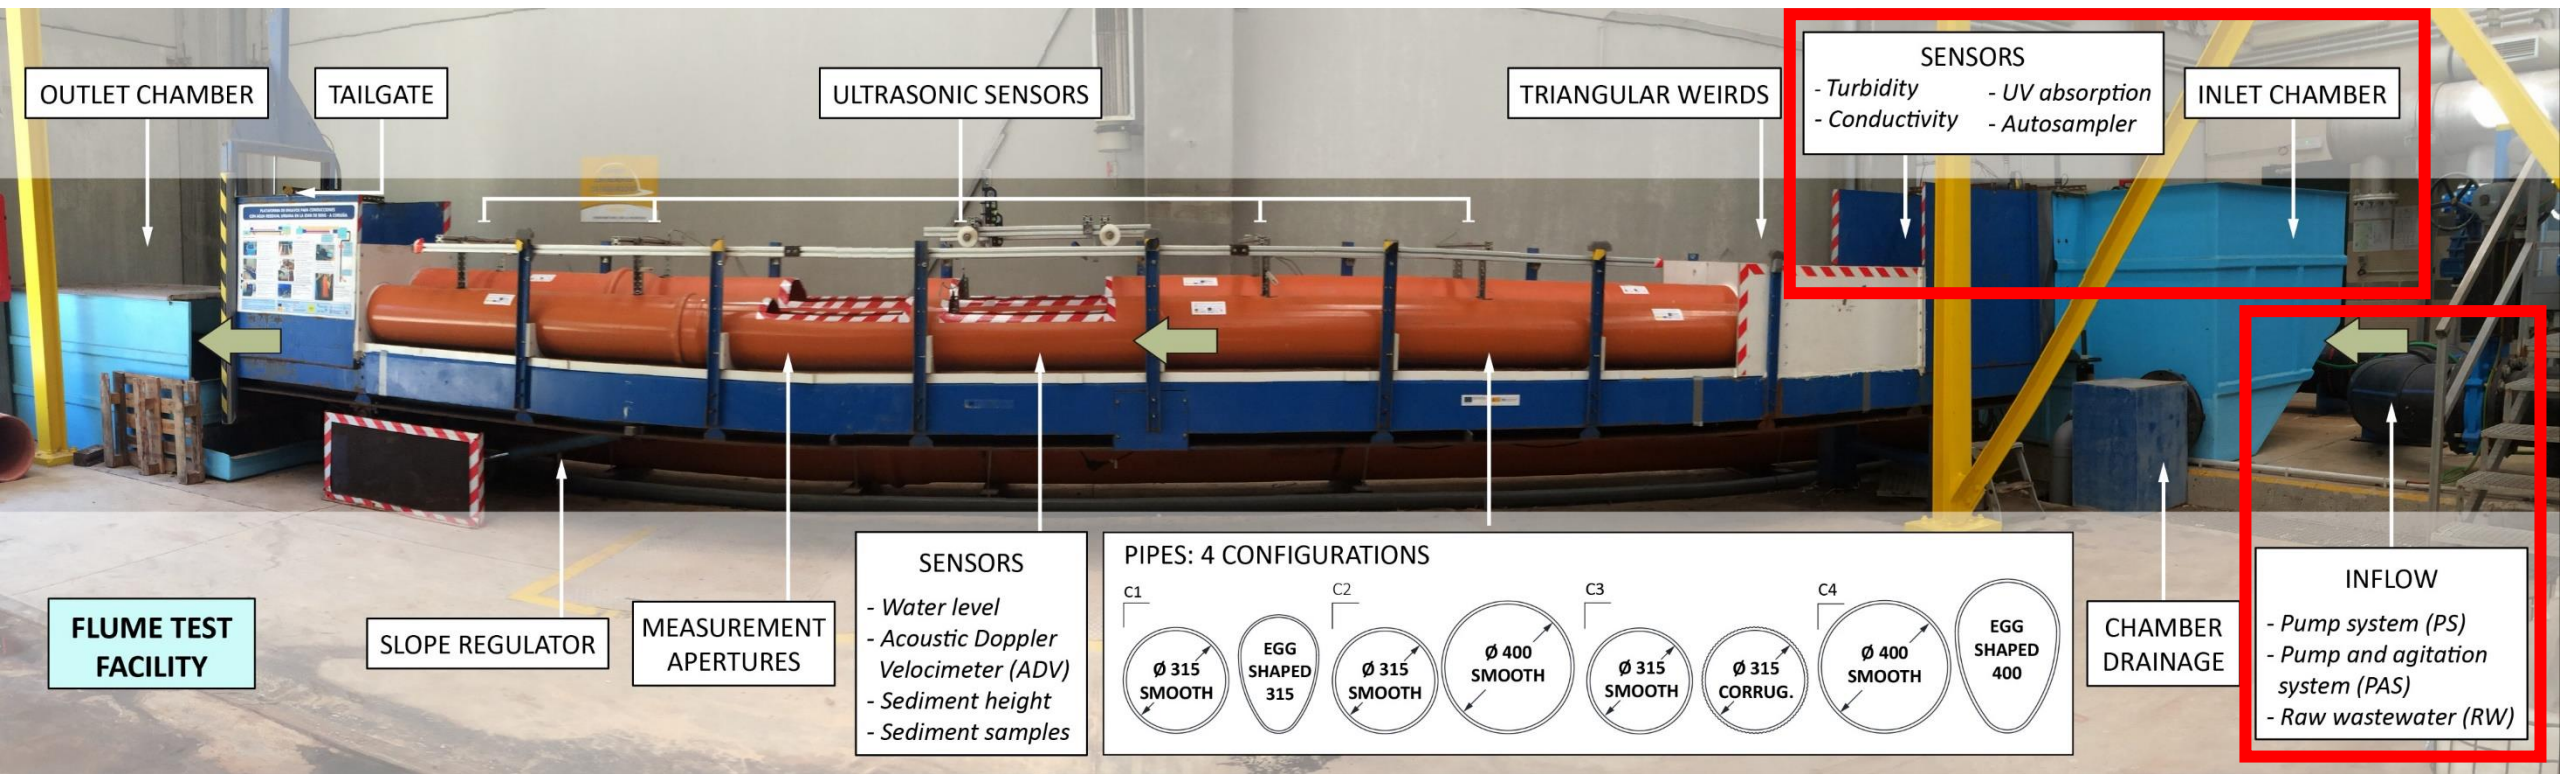 OUTLET CHAMBER
TAILGATE
ULTRASONIC SENSORS
TRIANGULAR WEIRDS
SENSORS
- Turbidity
- Conductivity
- UV absorption
- Autosampler
INLET CHAMBER
FLUME TEST
FACILITY
SLOPE REGULATOR
MEASUREMENT
APERTURES
SENSORS
- Water level
- Acoustic Doppler
Velocimeter (ADV)
- Sediment height
- Sediment samples
PIPES: 4 CONFIGURATIONS
C1
Ø 315
SMOOTH
EGG
SHAPED
315
C2
Ø 315
SMOOTH
Ø 400
SMOOTH
C3
Ø 315
SMOOTH
Ø 315
CORRUG.
C4
Ø 400
SMOOTH
EGG
SHAPED
400
CHAMBER
DRAINAGE
INFLOW
- Pump system (PS)
- Pump and agitation
system (PAS)
- Raw wastewater (RW)